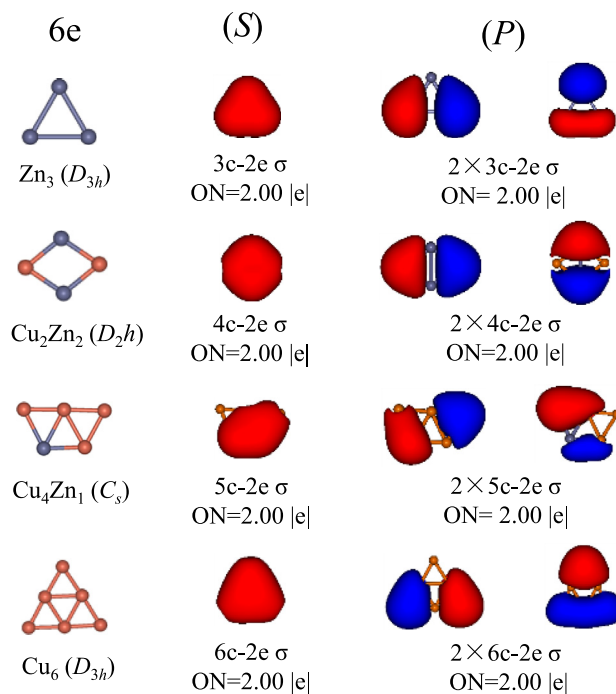 6e (S) (P)
Zn3 (D3h)
3c-2e σ
ON=2.00 |e|
2×3c-2e σ
ON= 2.00 |e|
Cu2Zn2 (D2h)
4c-2e σ
ON=2.00 |e|
2×4c-2e σ
ON=2.00 |e|
Cu4Zn1 (Cs)
5c-2e σ
ON=2.00 |e|
2×5c-2e σ
ON= 2.00 |e|
Cu6 (D3h)
6c-2e σ
ON=2.00 |e|
2×6c-2e σ
ON=2.00 |e|